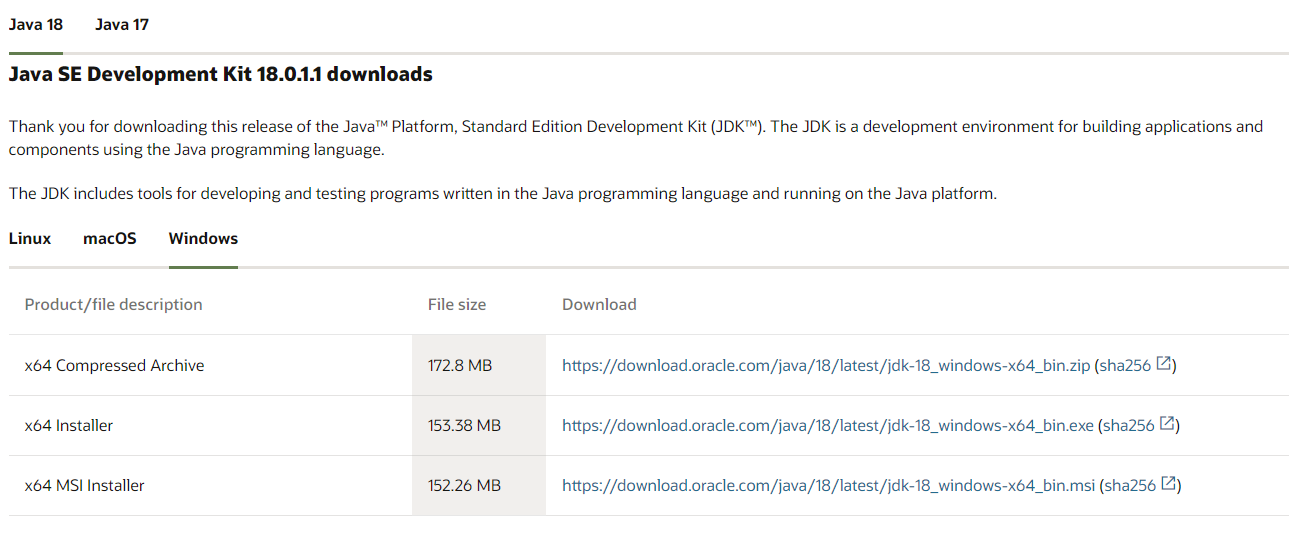 Java 18 Java 17
Java SE Development Kit 18.0.1.1 downloads
Thank you for downloading this release of the Java™ Platform, Standard Edition Development Kit (JDK™). The JDK is a development environment for building applications and
components using the Java programming language.
The JDK includes tools for developing and testing programs written in the Java programming language and running on the Java platform.
Linux macOS Windows
Product/file description File size Download
x64 Compressed Archive 172.8 MB https://download.oracle.com/java/18/latest/jdk-18_windows-x64_bin.zip (sha256)
x64 Installer 153.38 MB https://download.oracle.com/java/18/latest/jdk-18_windows-x64_bin.exe (sha256)
x64 MSI Installer 152.26 MB https://download.oracle.com/java/18/latest/jdk-18_windows-x64_bin.msi (sha256)